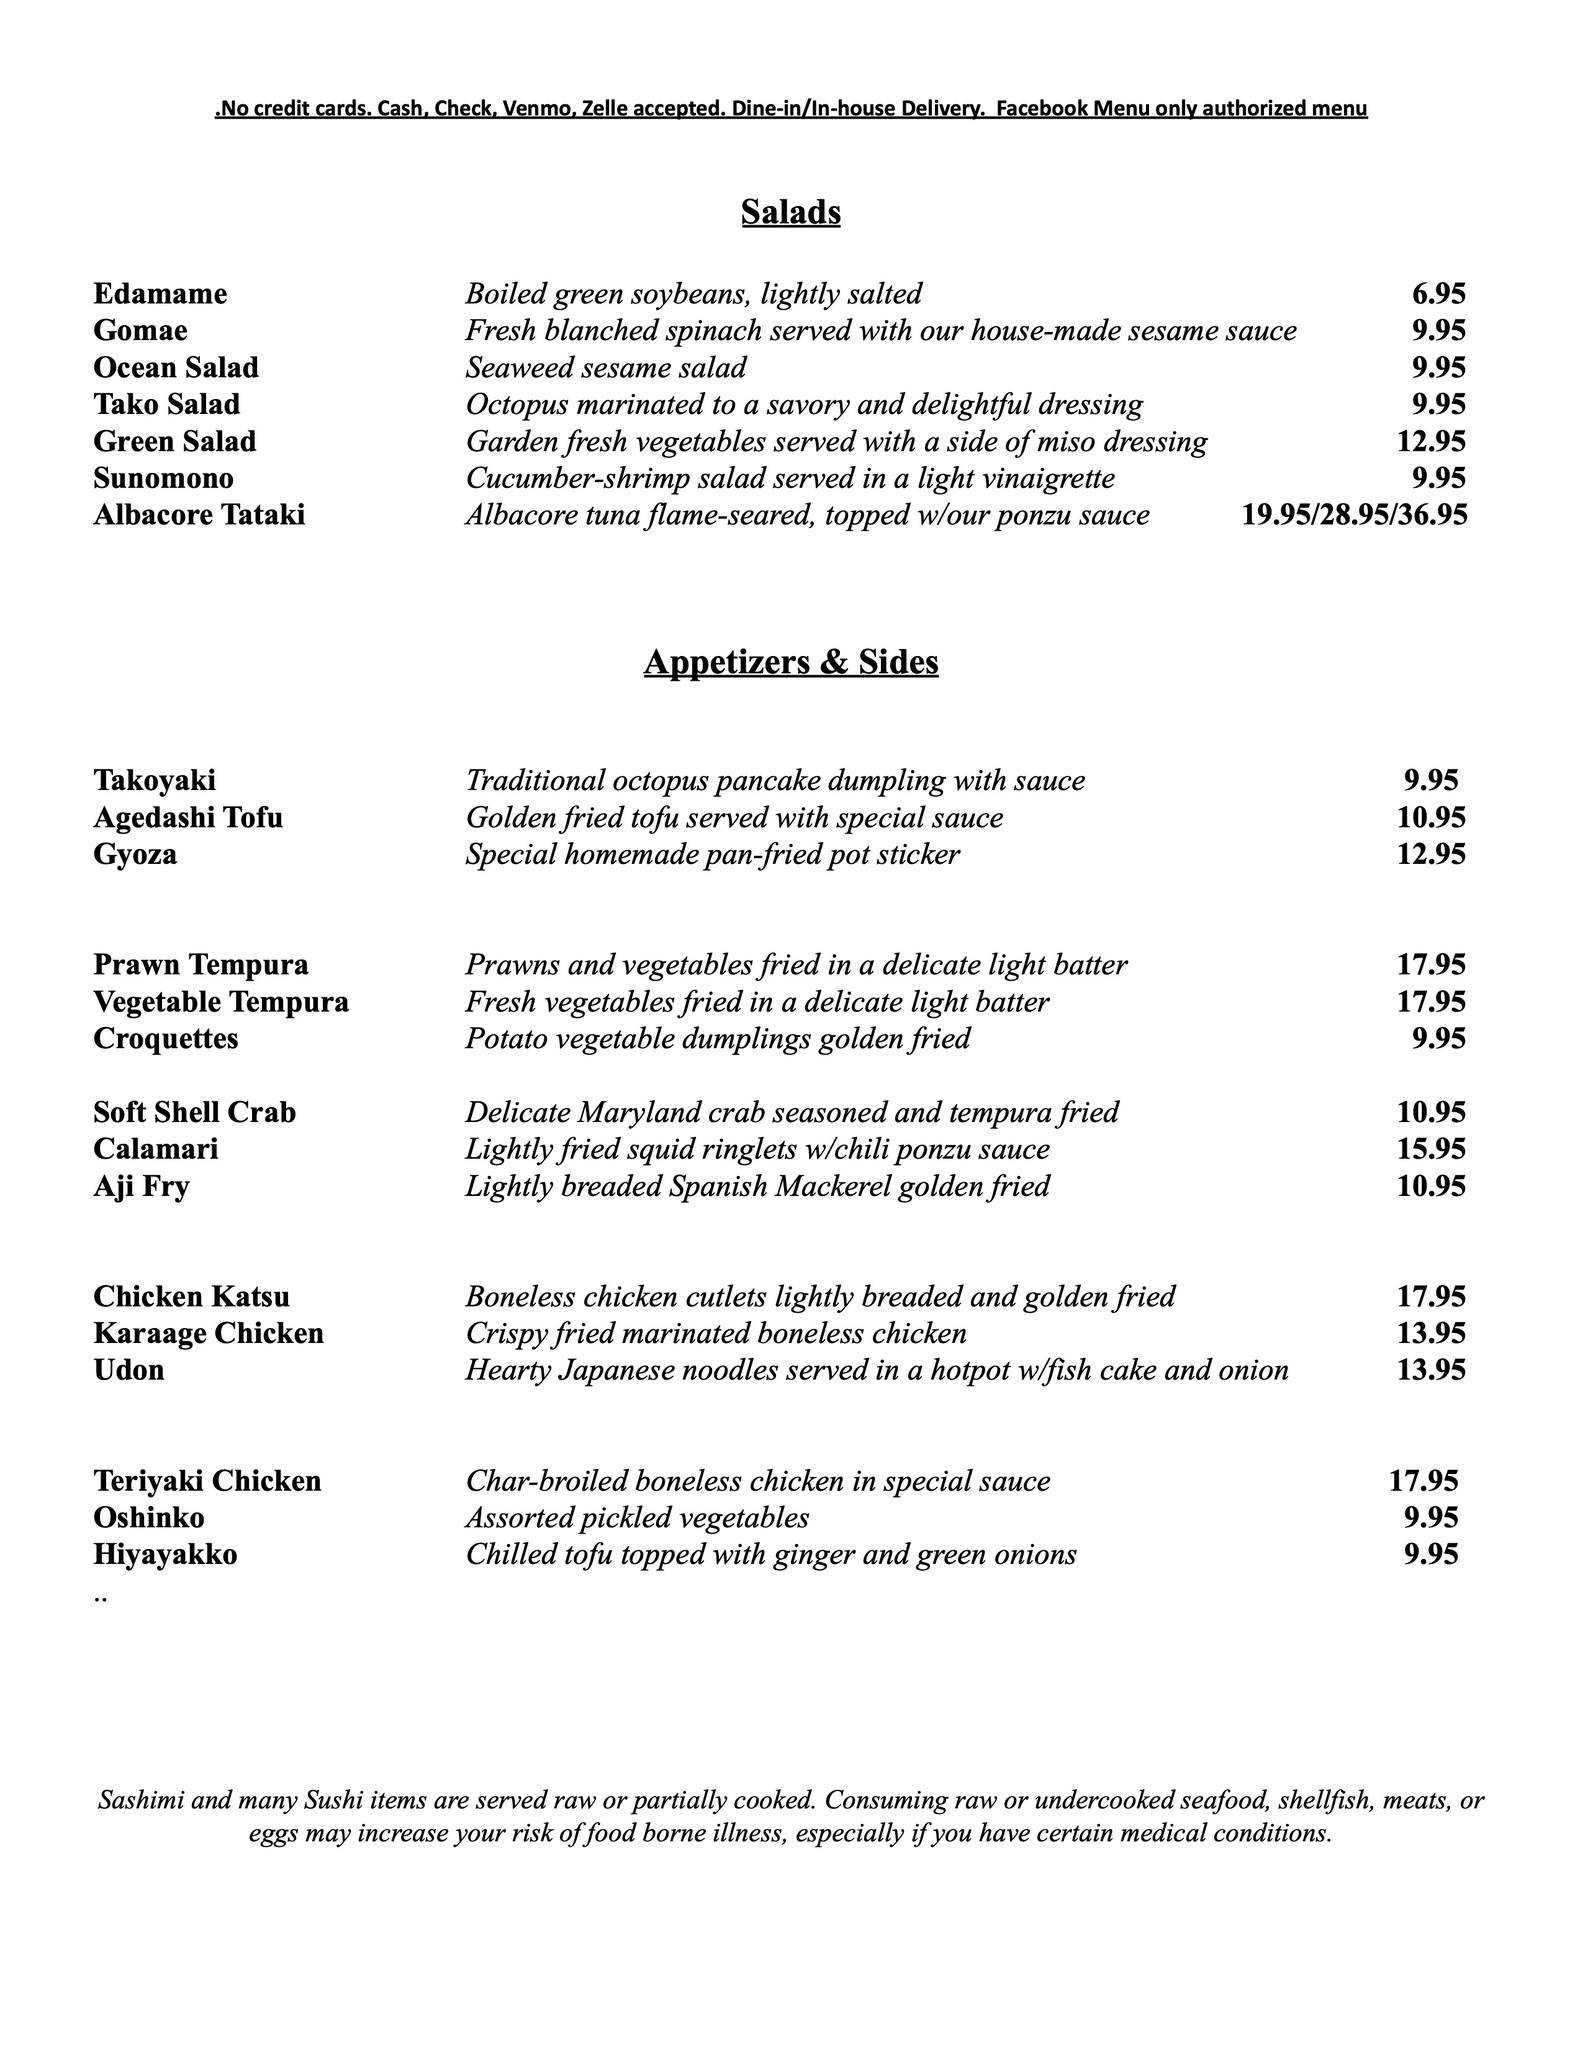 .No credit cards. Cash, Check, Venmo, Zelle accepted. Dine-in/In-house Delivery.  Facebook Menu only authorized menu
Salads
Edamame Boiled green soybeans, lightly salted 6.95
Gomae Fresh blanched spinach served with our house-made sesame sauce 9.95
Ocean Salad Seaweed sesame salad 9.95
Tako Salad Octopus marinated to a savory and delightful dressing 9.95
Green Salad Garden fresh vegetables served with a side of miso dressing 12.95
Sunomono Cucumber-shrimp salad served in a light vinaigrette 9.95
Albacore Tataki Albacore tuna flame-seared, topped w/our ponzu sauce 19.95/28.95/36.95
Appetizers & Sides
Takoyaki Traditional octopus pancake dumpling with sauce 9.95
Agedashi Tofu Golden fried tofu served with special sauce 10.95
Gyoza Special homemade pan-fried pot sticker 12.95
Prawn Tempura Prawns and vegetables fried in a delicate light batter 17.95
Vegetable Tempura Fresh vegetables fried in a delicate light batter 17.95
Croquettes Potato vegetable dumplings golden fried 9.95
Soft Shell Crab Delicate Maryland crab seasoned and tempura fried 10.95
Calamari Lightly fried squid ringlets w/chili ponzu sauce 15.95
Aji Fry Lightly breaded Spanish Mackerel golden fried 10.95
Chicken Katsu Boneless chicken cutlets lightly breaded and golden fried 17.95
Karaage Chicken Crispy fried marinated boneless chicken 13.95
Udon Hearty Japanese noodles served in a hotpot w/fish cake and onion 13.95
Teriyaki Chicken Char-broiled boneless chicken in special sauce 17.95
Oshinko Assorted pickled vegetables 9.95
Hiyayakko Chilled tofu topped with ginger and green onions 9.95
..
Sashimi and many Sushi items are served raw or partially cooked. Consuming raw or undercooked seafood, shellfish, meats, or
eggs may increase your risk of food borne illness, especially if you have certain medical conditions.